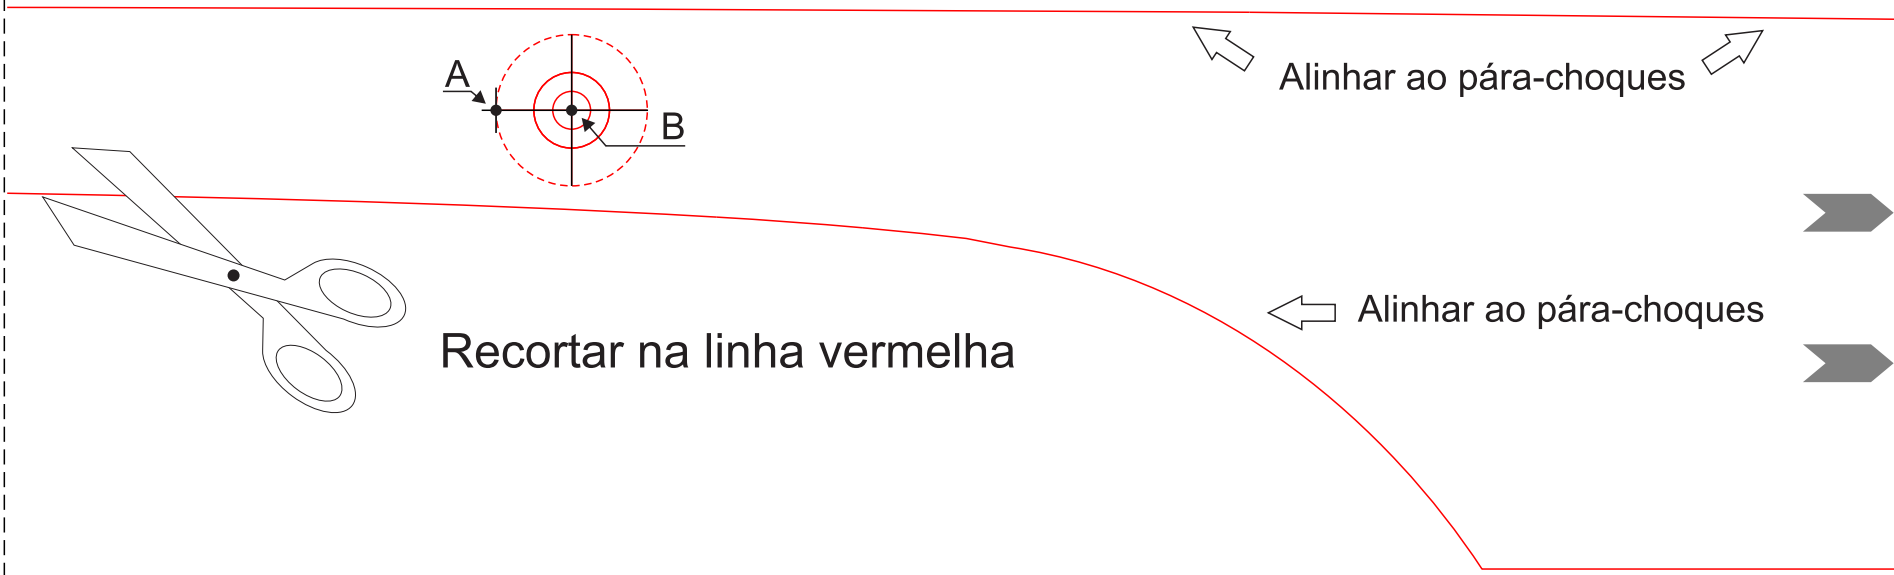 A
Alinhar ao pára-choques
B
Alinhar ao pára-choques
Recortar na linha vermelha